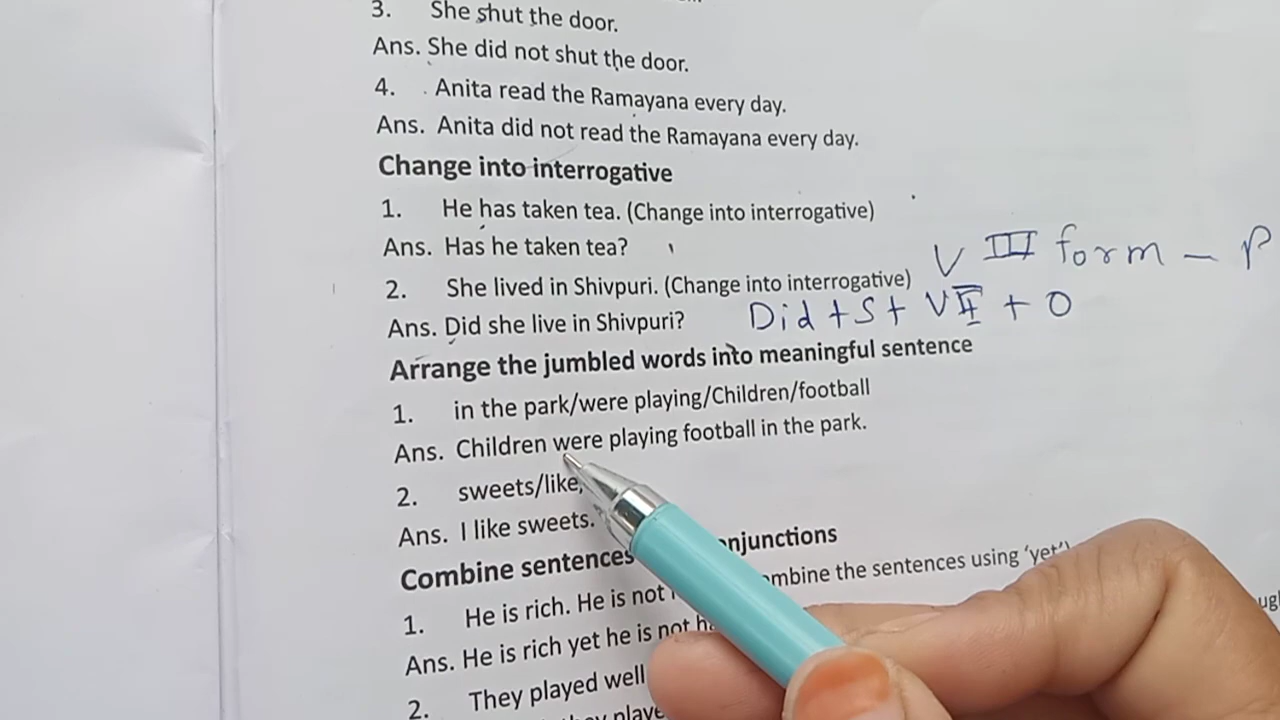 3. She shut the door.
Ans. She did not shut the door.
4. Anita read the Ramayana every day.
Ans. Anita did not read the Ramayana every day.
Change into interrogative
1. He has taken tea. (Change into interrogative)
Ans. Has he taken tea?
V III form - P
2. She lived in Shivpuri. (Change into interrogative)
Ans. Did she live in Shivpuri?
Did + S + V I + O
Arrange the jumbled words into meaningful sentence
1. in the park/were playing/Children/football
Ans. Children were playing football in the park.
2. sweets/like/
Ans. I like sweets.
Combine sentences
1. He is rich. He is not
combine the sentences using 'yet')
Ans. He is rich yet he is not
2. They played well